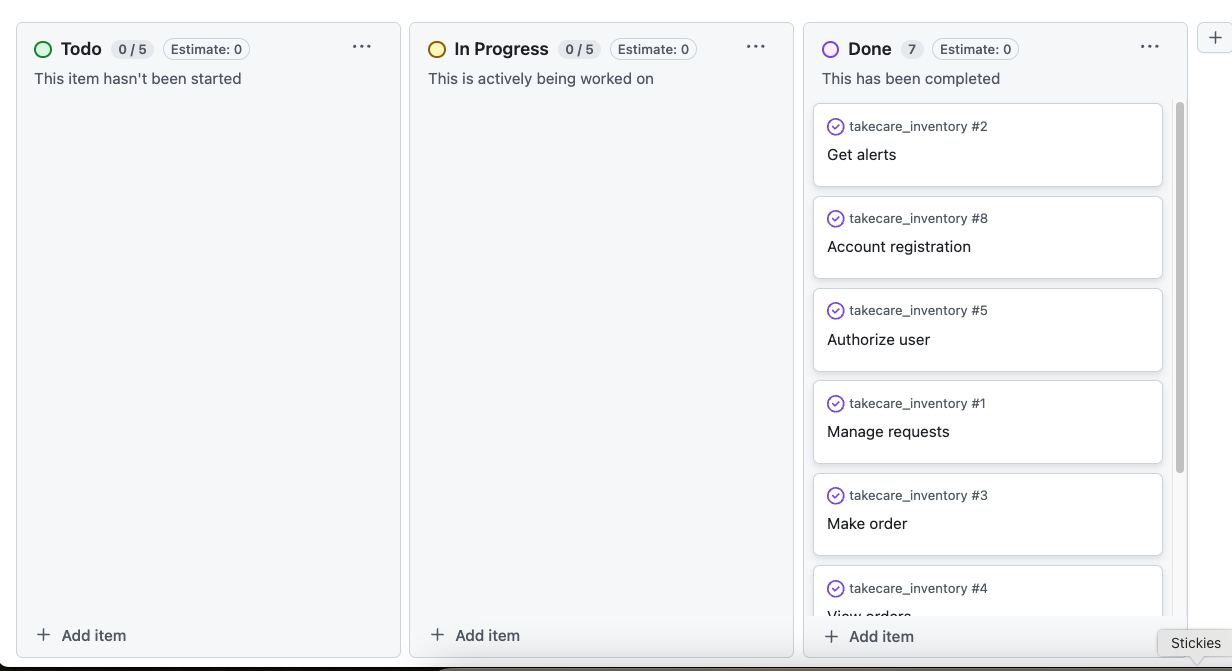 Todo 0 / 5 Estimate: 0
This item hasn't been started
Add item
In Progress 0 / 5 Estimate: 0
This is actively being worked on
Add item
Done 7 Estimate: 0
This has been completed
takecare_inventory #2
Get alerts
takecare_inventory #8
Account registration
takecare_inventory #5
Authorize user
takecare_inventory #1
Manage requests
takecare_inventory #3
Make order
takecare_inventory #4
View orders
Add item
Stickies